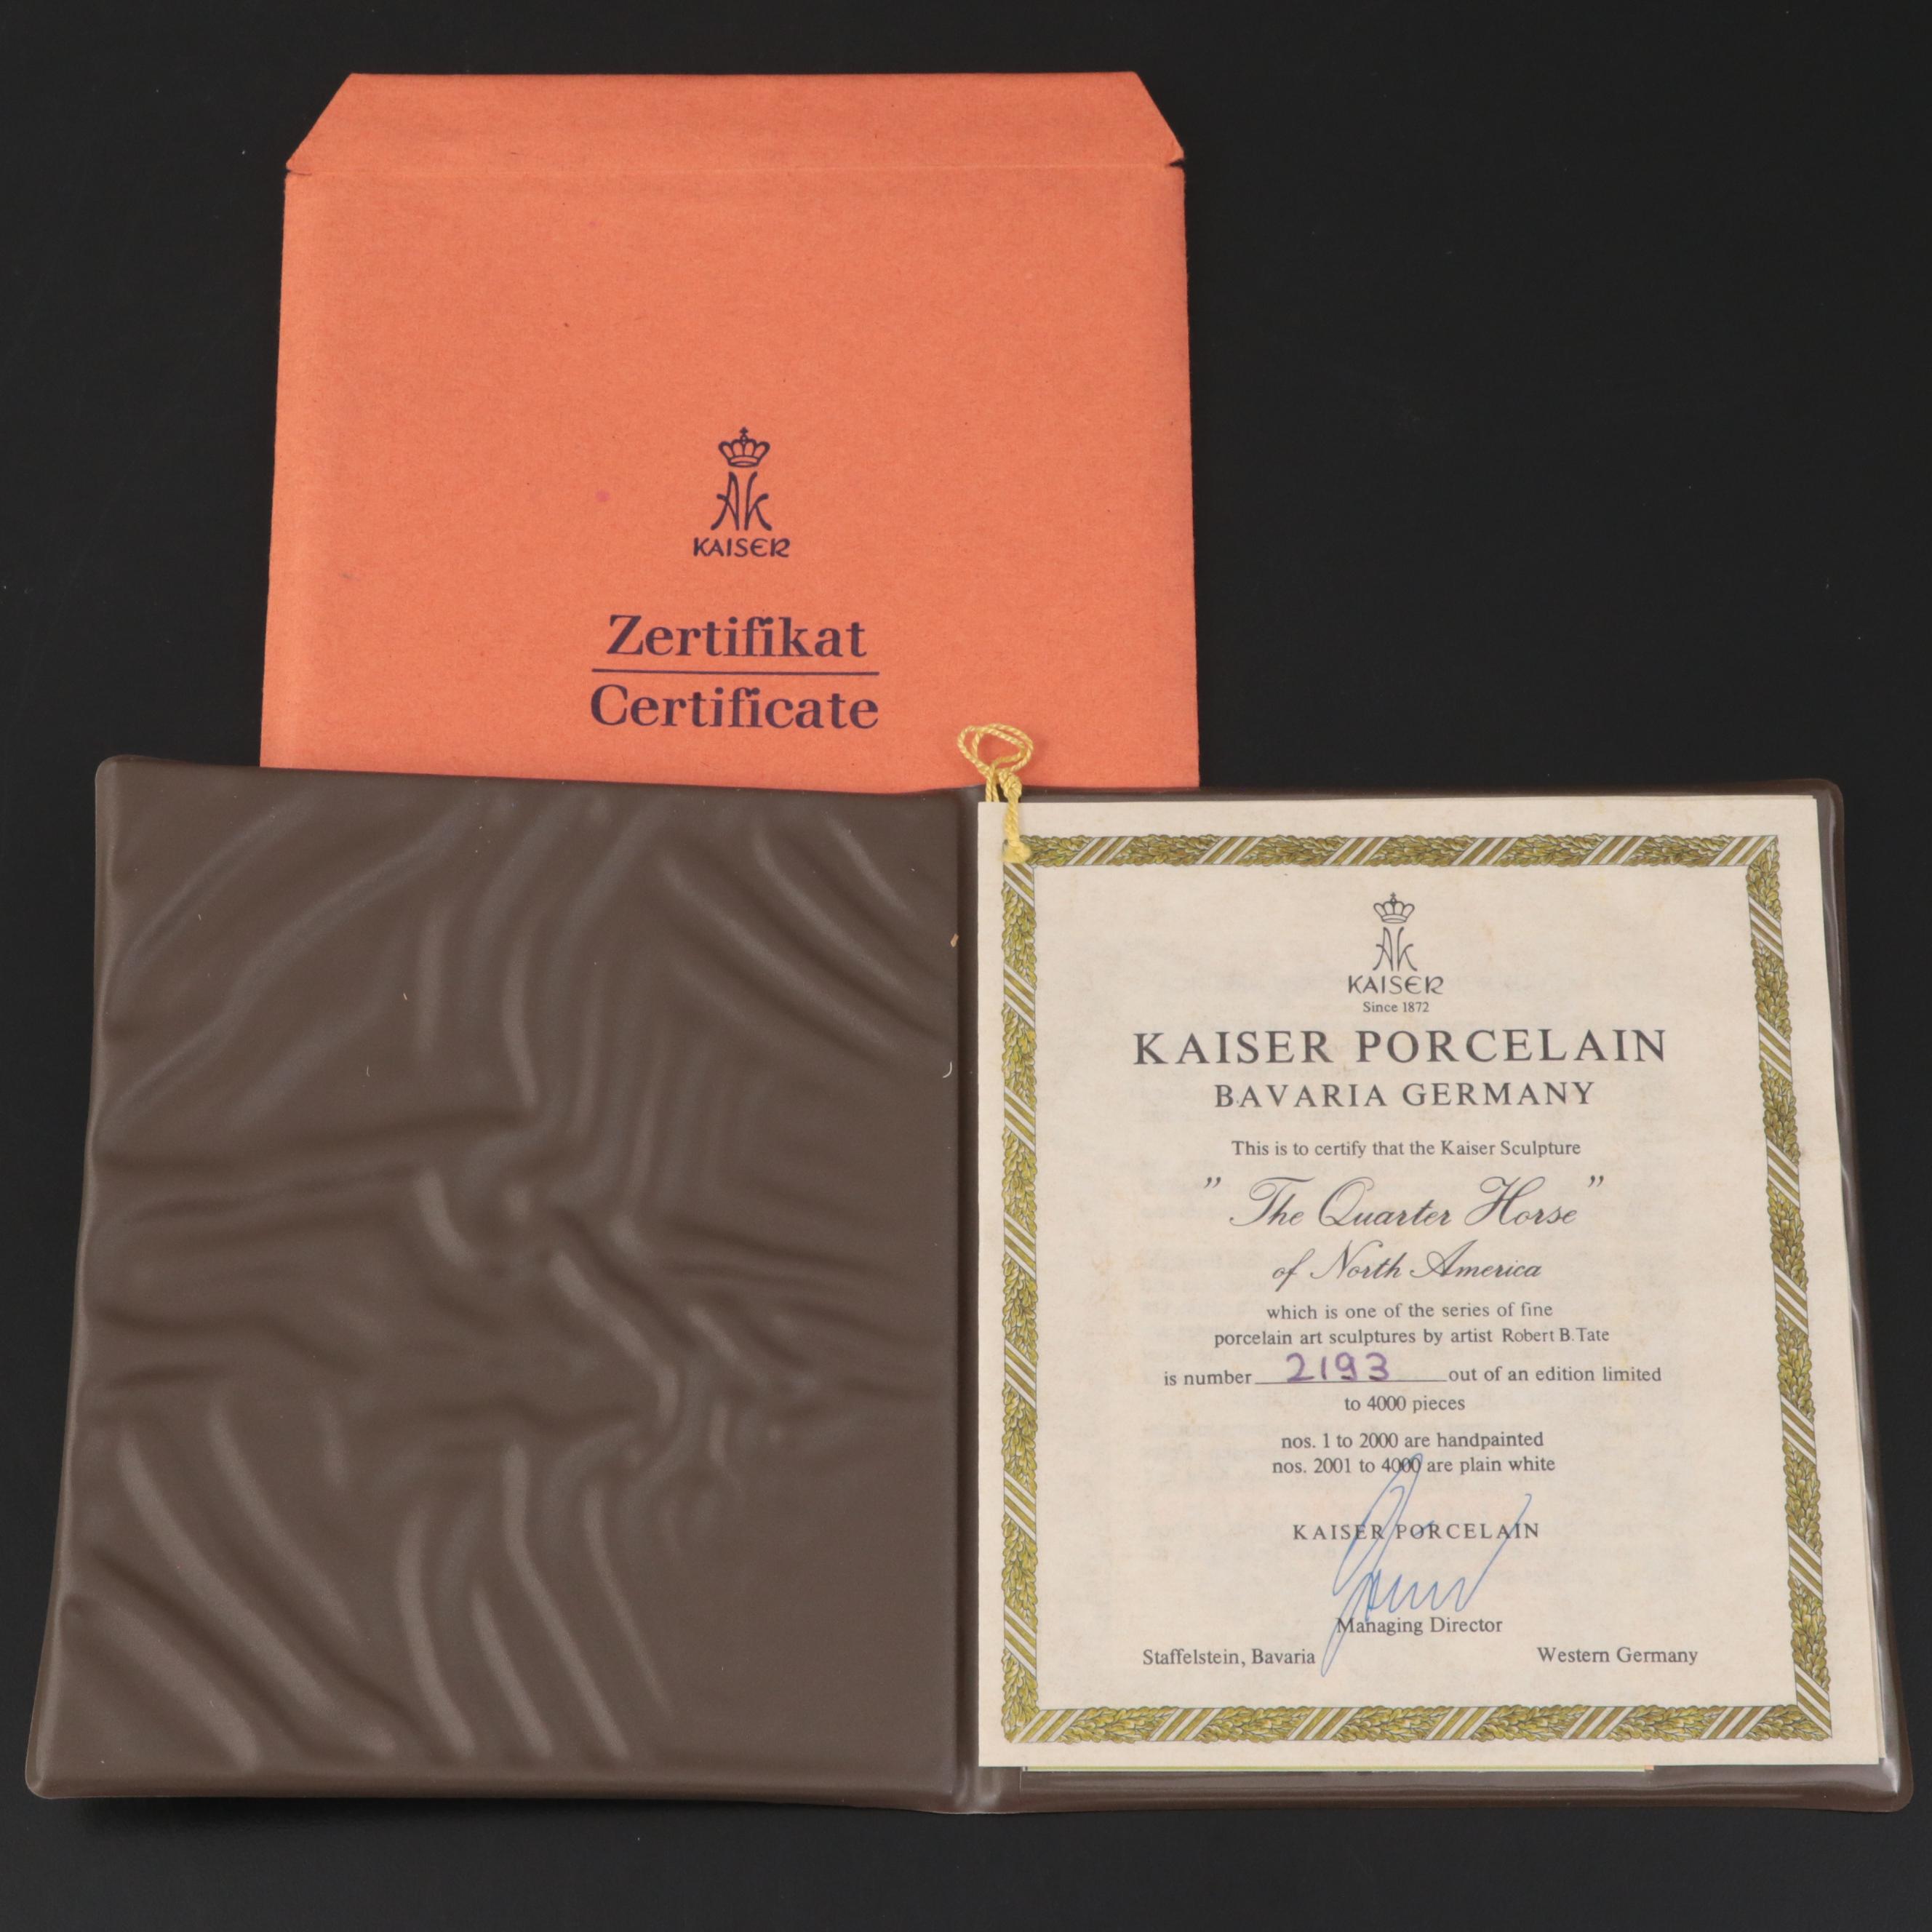 AK
KAISER
Zertifikat
Certificate
AK
KAISER
Since 1872
KAISER PORCELAIN
BAVARIA GERMANY
This is to certify that the Kaiser Sculpture
" The Quarter Horse "
of North America
which is one of the series of fine
porcelain art sculptures by artist Robert B. Tate
is number 2193 out of an edition limited
to 4000 pieces
nos. 1 to 2000 are handpainted
nos. 2001 to 4000 are plain white
KAISER PORCELAIN
Managing Director
Staffelstein, Bavaria Western Germany